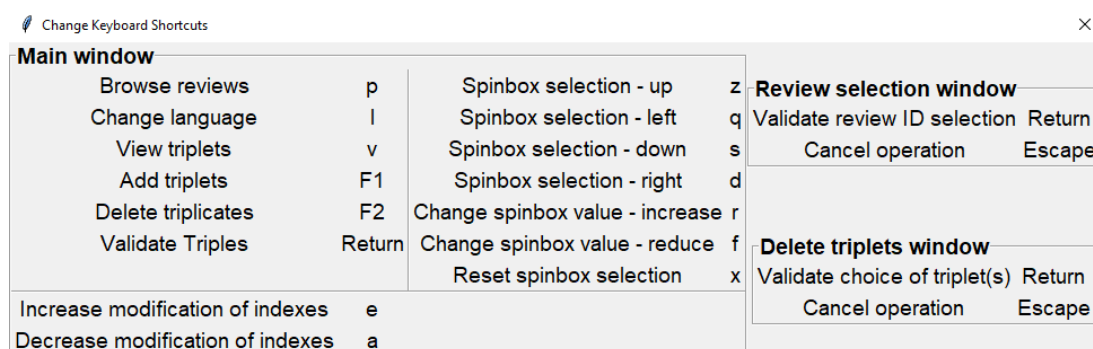 Change Keyboard Shortcuts
Main window
Browse reviews p
Change language l
View triplets v
Add triplets F1
Delete triplicates F2
Validate Triples Return
Spinbox selection - up z
Spinbox selection - left q
Spinbox selection - down s
Spinbox selection - right d
Change spinbox value - increase r
Change spinbox value - reduce f
Reset spinbox selection x
Increase modification of indexes e
Decrease modification of indexes a
Review selection window
Validate review ID selection Return
Cancel operation Escape
Delete triplets window
Validate choice of triplet(s) Return
Cancel operation Escape